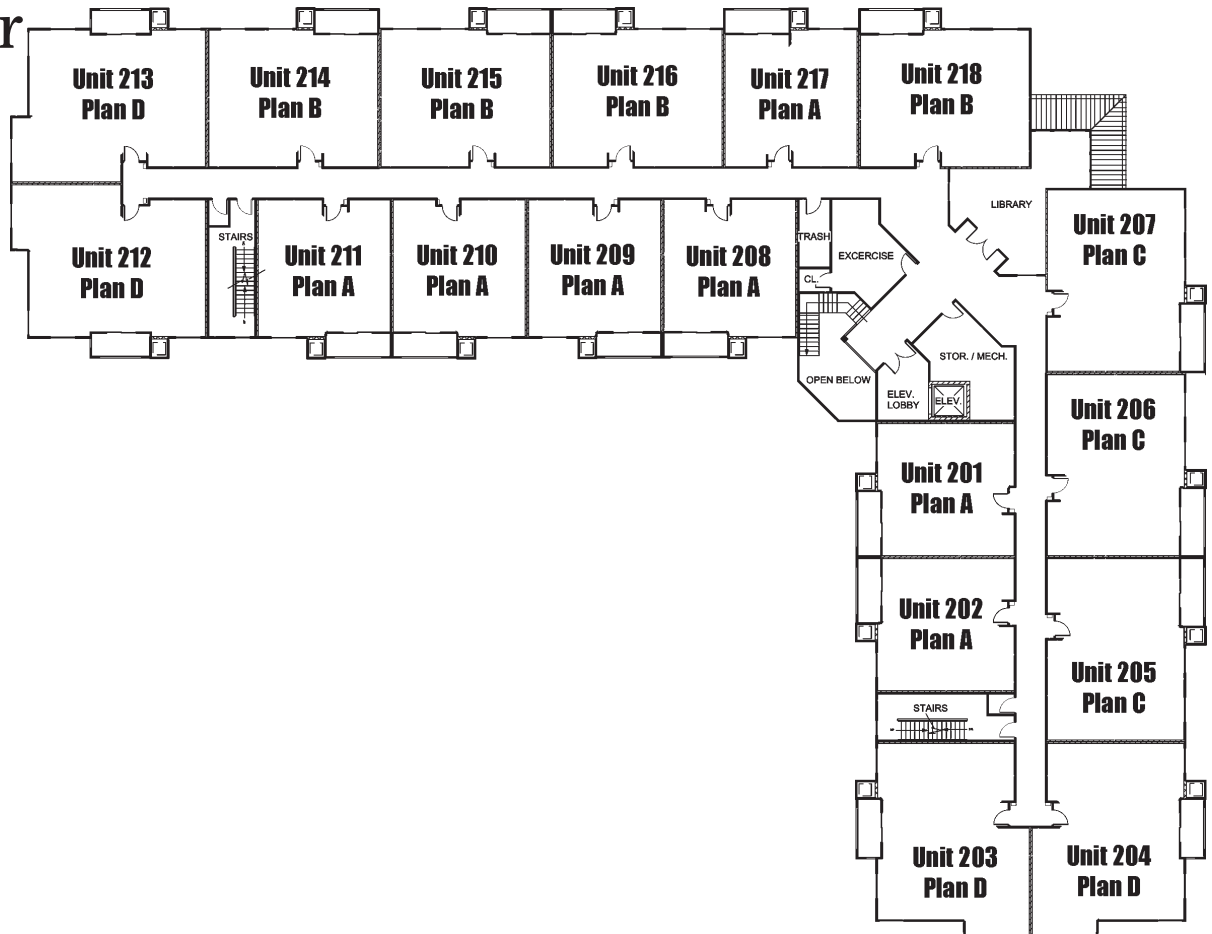 r
Unit 213
Plan D
Unit 214
Plan B
Unit 215
Plan B
Unit 216
Plan B
Unit 217
Plan A
Unit 218
Plan B
LIBRARY
Unit 207
Plan C
Unit 212
Plan D
STAIRS
Unit 211
Plan A
Unit 210
Plan A
Unit 209
Plan A
Unit 208
Plan A
TRASH
EXCERCISE
CL.
OPEN BELOW
ELEV.
LOBBY
ELEV.
STOR. / MECH.
Unit 206
Plan C
Unit 201
Plan A
Unit 202
Plan A
Unit 205
Plan C
STAIRS
Unit 203
Plan D
Unit 204
Plan D